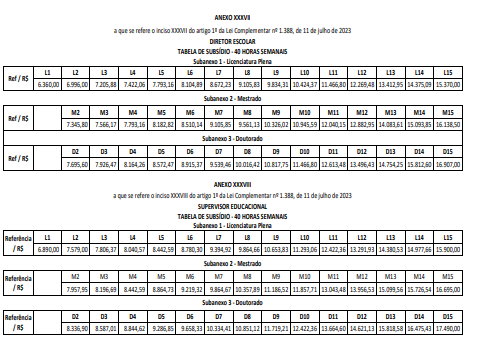 ANEXO XXXVII
a que se refere o inciso XXXVII do artigo 1º da Lei Complementar nº 1.388, de 11 de julho de 2023
DIRETOR ESCOLAR
TABELA DE SUBSÍDIO - 40 HORAS SEMANAIS
Subanexo 1 - Licenciatura Plena
Ref / R$ L1 L2 L3 L4 L5 L6 L7 L8 L9 L10 L11 L12 L13 L14 L15
6.360,00 6.996,00 7.205,88 7.422,06 7.793,16 8.104,89 8.672,23 9.105,83 9.834,31 10.424,37 11.466,80 12.269,48 13.412,95 14.375,09 15.370,00
Subanexo 2 - Mestrado
Ref / R$ M2 M3 M4 M5 M6 M7 M8 M9 M10 M11 M12 M13 M14 M15
7.345,80 7.566,17 7.793,16 8.182,82 8.510,14 9.105,85 9.561,13 10.326,02 10.945,59 12.040,15 12.882,95 14.083,61 15.093,85 16.138,50
Subanexo 3 - Doutorado
Ref / R$ D2 D3 D4 D5 D6 D7 D8 D9 D10 D11 D12 D13 D14 D15
7.695,60 7.926,47 8.164,26 8.572,47 8.915,37 9.539,46 10.016,42 10.817,75 11.466,80 12.613,48 13.496,43 14.754,25 15.812,60 16.907,00
ANEXO XXXVIII
a que se refere o inciso XXXVIII do artigo 1º da Lei Complementar nº 1.388, de 11 de julho de 2023
SUPERVISOR EDUCACIONAL
TABELA DE SUBSÍDIO - 40 HORAS SEMANAIS
Subanexo 1 - Licenciatura Plena
Referência L1 L2 L3 L4 L5 L6 L7 L8 L9 L10 L11 L12 L13 L14 L15
/ R$ 6.890,00 7.579,00 7.806,37 8.040,57 8.442,59 8.780,30 9.394,92 9.864,66 10.653,83 11.293,06 12.422,36 13.291,93 14.380,53 14.977,66 15.900,00
Subanexo 2 - Mestrado
Referência M2 M3 M4 M5 M6 M7 M8 M9 M10 M11 M12 M13 M14 M15
/ R$ 7.957,95 8.196,69 8.442,59 8.864,73 9.219,32 9.864,67 10.357,89 11.186,52 11.857,71 13.043,48 13.956,53 15.099,56 15.726,54 16.695,00
Subanexo 3 - Doutorado
Referência D2 D3 D4 D5 D6 D7 D8 D9 D10 D11 D12 D13 D14 D15
/ R$ 8.336,90 8.587,01 8.844,62 9.286,85 9.658,33 10.334,41 10.851,12 11.719,21 12.422,36 13.664,60 14.621,13 15.818,58 16.475,43 17.490,00